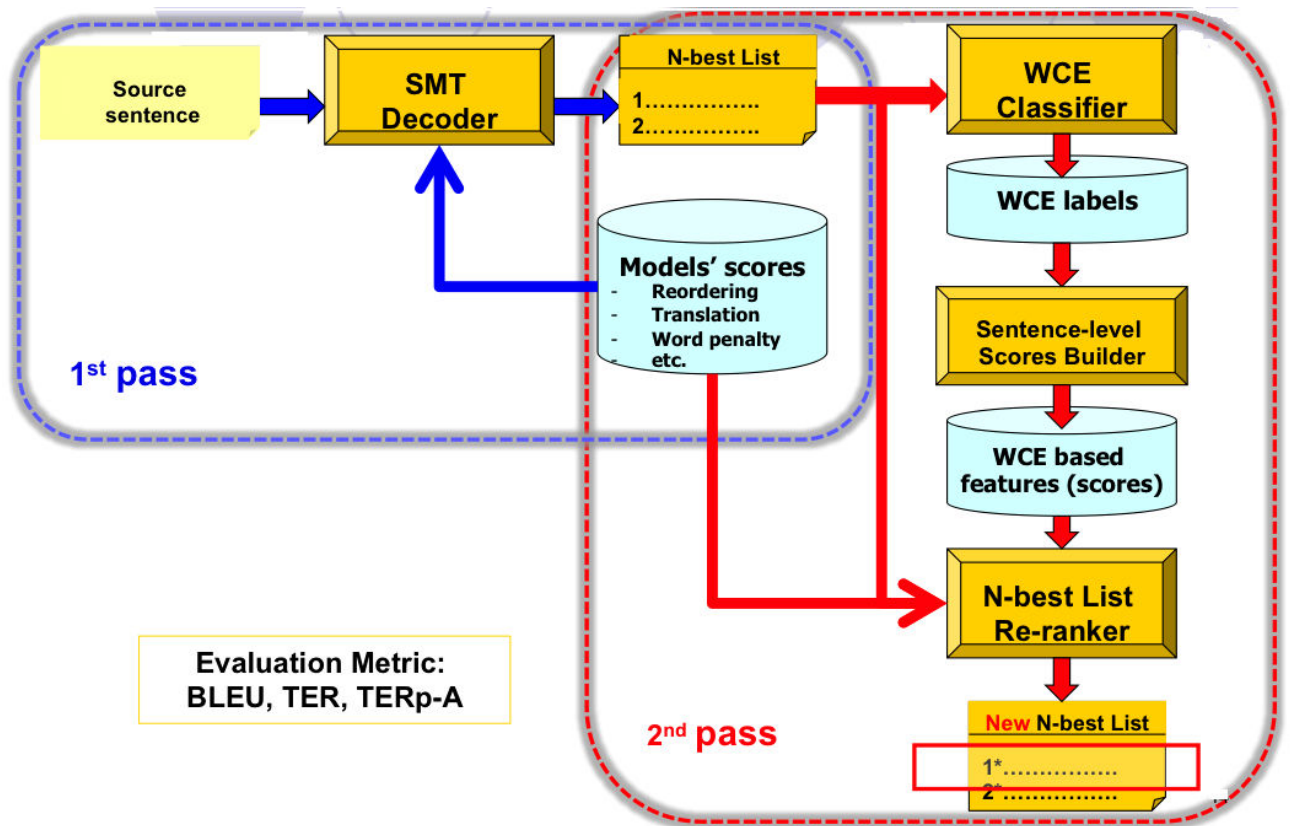 Source
sentence
SMT
Decoder
N-best List
1................
2................
WCE
Classifier
WCE labels
Models’ scores
- Reordering
- Translation
- Word penalty
- etc.
Sentence-level
Scores Builder
1st pass
WCE based
features (scores)
N-best List
Re-ranker
Evaluation Metric:
BLEU, TER, TERp-A
2nd pass
New N-best List
1*................
2*................